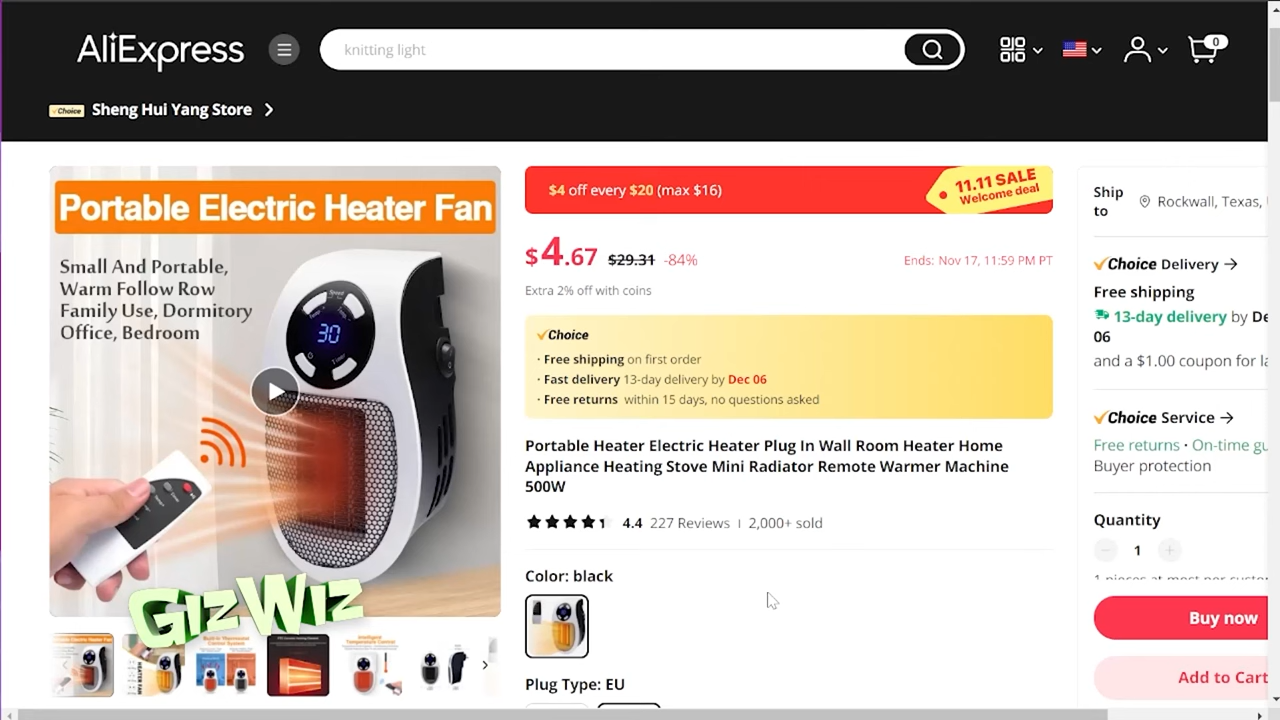 AliExpress
knitting light
0
Choice Sheng Hui Yang Store
Portable Electric Heater Fan
Small And Portable,
Warm Follow Row
Family Use, Dormitory
Office, Bedroom
30
GIZWIZ
$4 off every $20 (max $16)
11.11 SALE
Welcome deal
$4.67 $29.31 -84%
Ends: Nov 17, 11:59 PM PT
Extra 2% off with coins
Choice
· Free shipping on first order
· Fast delivery 13-day delivery by Dec 06
· Free returns within 15 days, no questions asked
Portable Heater Electric Heater Plug In Wall Room Heater Home
Appliance Heating Stove Mini Radiator Remote Warmer Machine
500W
4.4 227 Reviews | 2,000+ sold
Color: black
Plug Type: EU
Ship
to
Rockwall, Texas,
Choice Delivery
Free shipping
13-day delivery by De
06
and a $1.00 coupon for la
Choice Service
Free returns · On-time gu
Buyer protection
Quantity
1
Buy now
Add to Cart